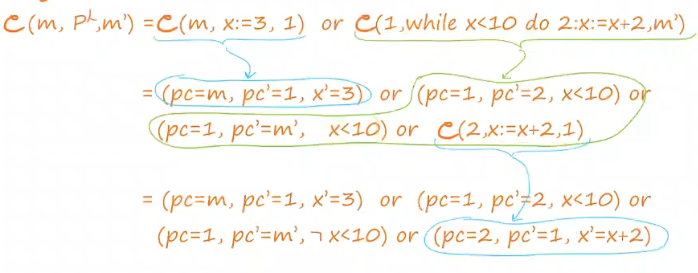 C(m, P^L, m') = C(m, x:=3, 1) or C(1,while x<10 do 2:x:=x+2,m')
= (pc=m, pc'=1, x'=3) or (pc=1, pc'=2, x<10) or
(pc=1, pc'=m', x<10) or C(2,x:=x+2,1)
= (pc=m, pc'=1, x'=3) or (pc=1, pc'=2, x<10) or
(pc=1, pc'=m',¬x<10) or (pc=2, pc'=1, x'=x+2)